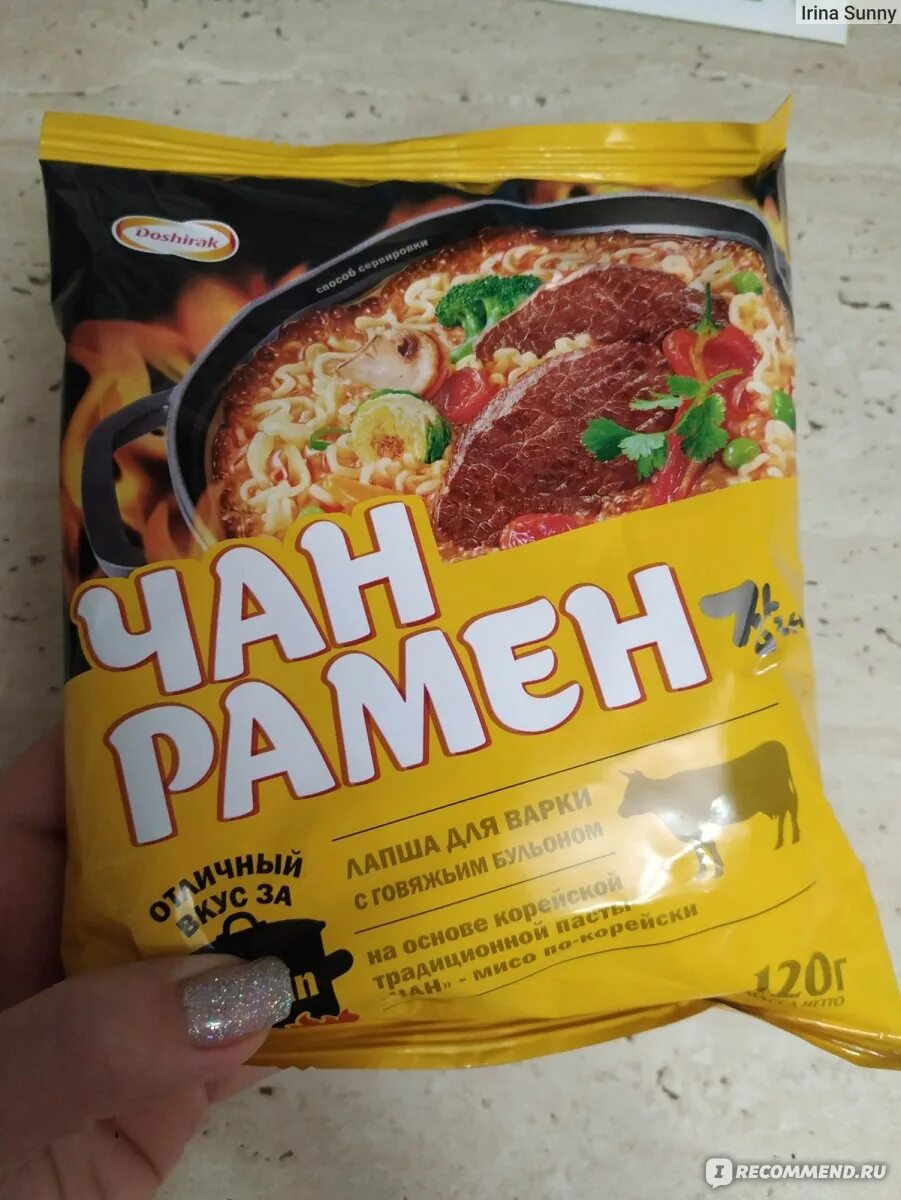 Irina Sunny
Doshirak
способ сервировки
ЧАН
РАМЕН
ЛАПША ДЛЯ ВАРКИ
С ГОВЯЖЬИМ БУЛЬОНОМ
ОТЛИЧНЫЙ
ВКУС ЗА
на основе корейской
традиционной пасты
"ЧАН" - мисо по-корейски
120г
МАССА НЕТТО
I RECOMMEND.RU